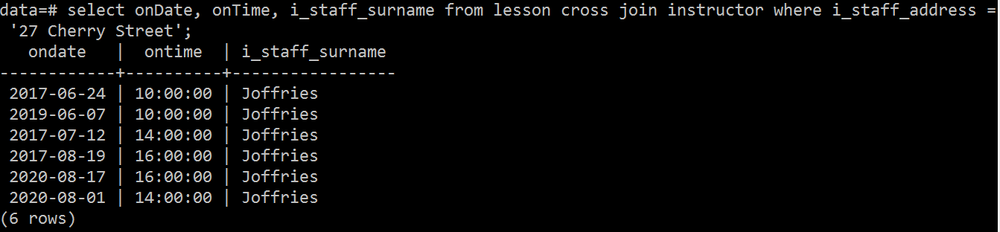 data=# select onDate, onTime, i_staff_surname from lesson cross join instructor where i_staff_address =
 '27 Cherry Street';
   ondate   |  ontime  | i_staff_surname
------------+----------+-----------------
 2017-06-24 | 10:00:00 | Joffries
 2019-06-07 | 10:00:00 | Joffries
 2017-07-12 | 14:00:00 | Joffries
 2017-08-19 | 16:00:00 | Joffries
 2020-08-17 | 16:00:00 | Joffries
 2020-08-01 | 14:00:00 | Joffries
(6 rows)